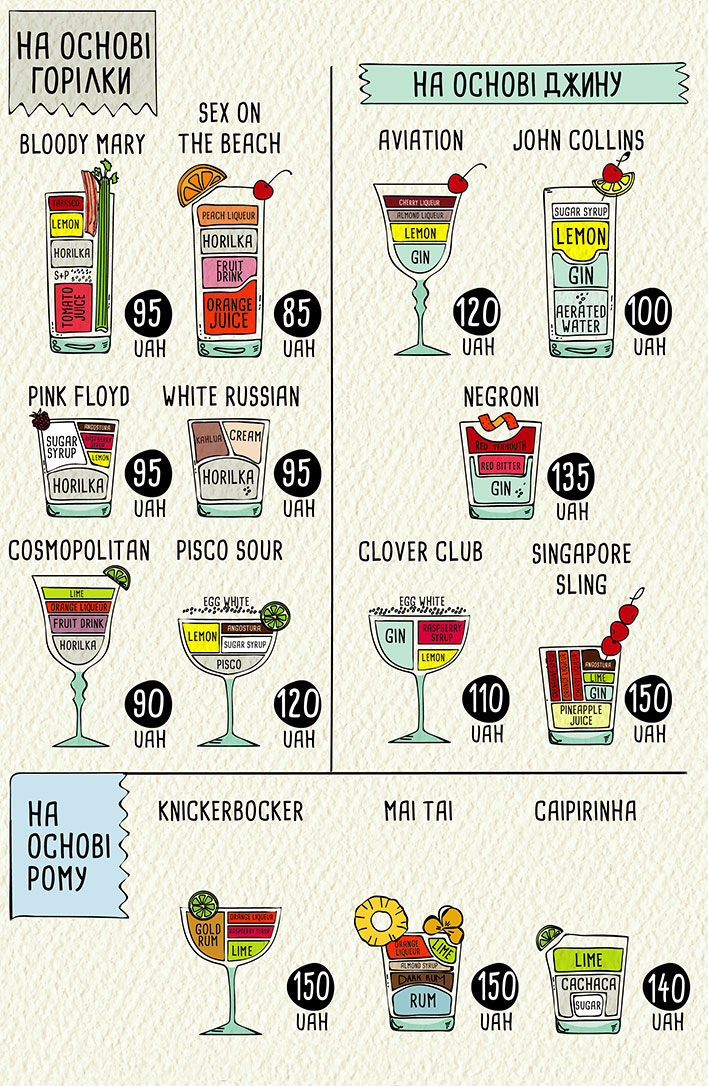 НА ОСНОВІ
ГОРІЛКИ
BLOODY MARY
TABASCO
LEMON
HORILKA
S+P
TOMATO
JUICE
95
UAH
SEX ON
THE BEACH
PEACH LIQUEUR
HORILKA
FRUIT
DRINK
ORANGE
JUICE
85
UAH
PINK FLOYD
SUGAR
SYRUP
ANGOSTURA
RASPBERRY
SYRUP
LEMON
HORILKA
95
UAH
WHITE RUSSIAN
KAHLUA
CREAM
HORILKA
95
UAH
COSMOPOLITAN
LIME
ORANGE LIQUEUR
FRUIT DRINK
HORILKA
90
UAH
PISCO SOUR
EGG WHITE
LEMON
ANGOSTURA
SUGAR SYRUP
PISCO
120
UAH
НА ОСНОВІ ДЖИНУ
AVIATION
CHERRY LIQUEUR
ALMOND LIQUEUR
LEMON
GIN
120
UAH
JOHN COLLINS
SUGAR SYRUP
LEMON
GIN
AERATED
WATER
100
UAH
NEGRONI
RED VERMOUTH
RED BITTER
GIN
135
UAH
CLOVER CLUB
EGG WHITE
GIN
RASPBERRY
SYRUP
LEMON
110
UAH
SINGAPORE
SLING
ANGOSTURA
LIME
GIN
PINEAPPLE
JUICE
150
UAH
НА
ОСНОВІ
РОМУ
KNICKERBOCKER
GOLD
RUM
ORANGE LIQUEUR
RASPBERRY SYRUP
LIME
150
UAH
MAI TAI
ORANGE
LIQUEUR
LIME
ALMOND SYRUP
DARK RUM
RUM
150
UAH
CAIPIRINHA
LIME
CACHACA
SUGAR
140
UAH